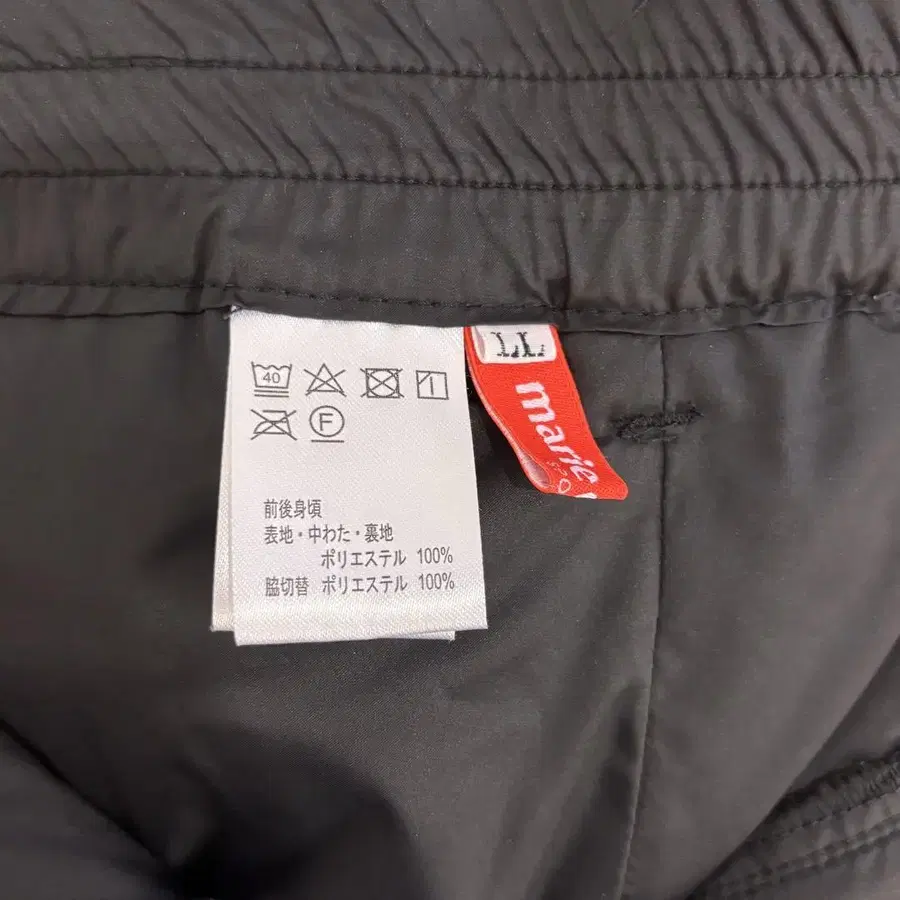 40
F
前後身頃
表地・中わた・裏地
ポリエステル 100%
脇切替 ポリエステル 100%
LL
marie